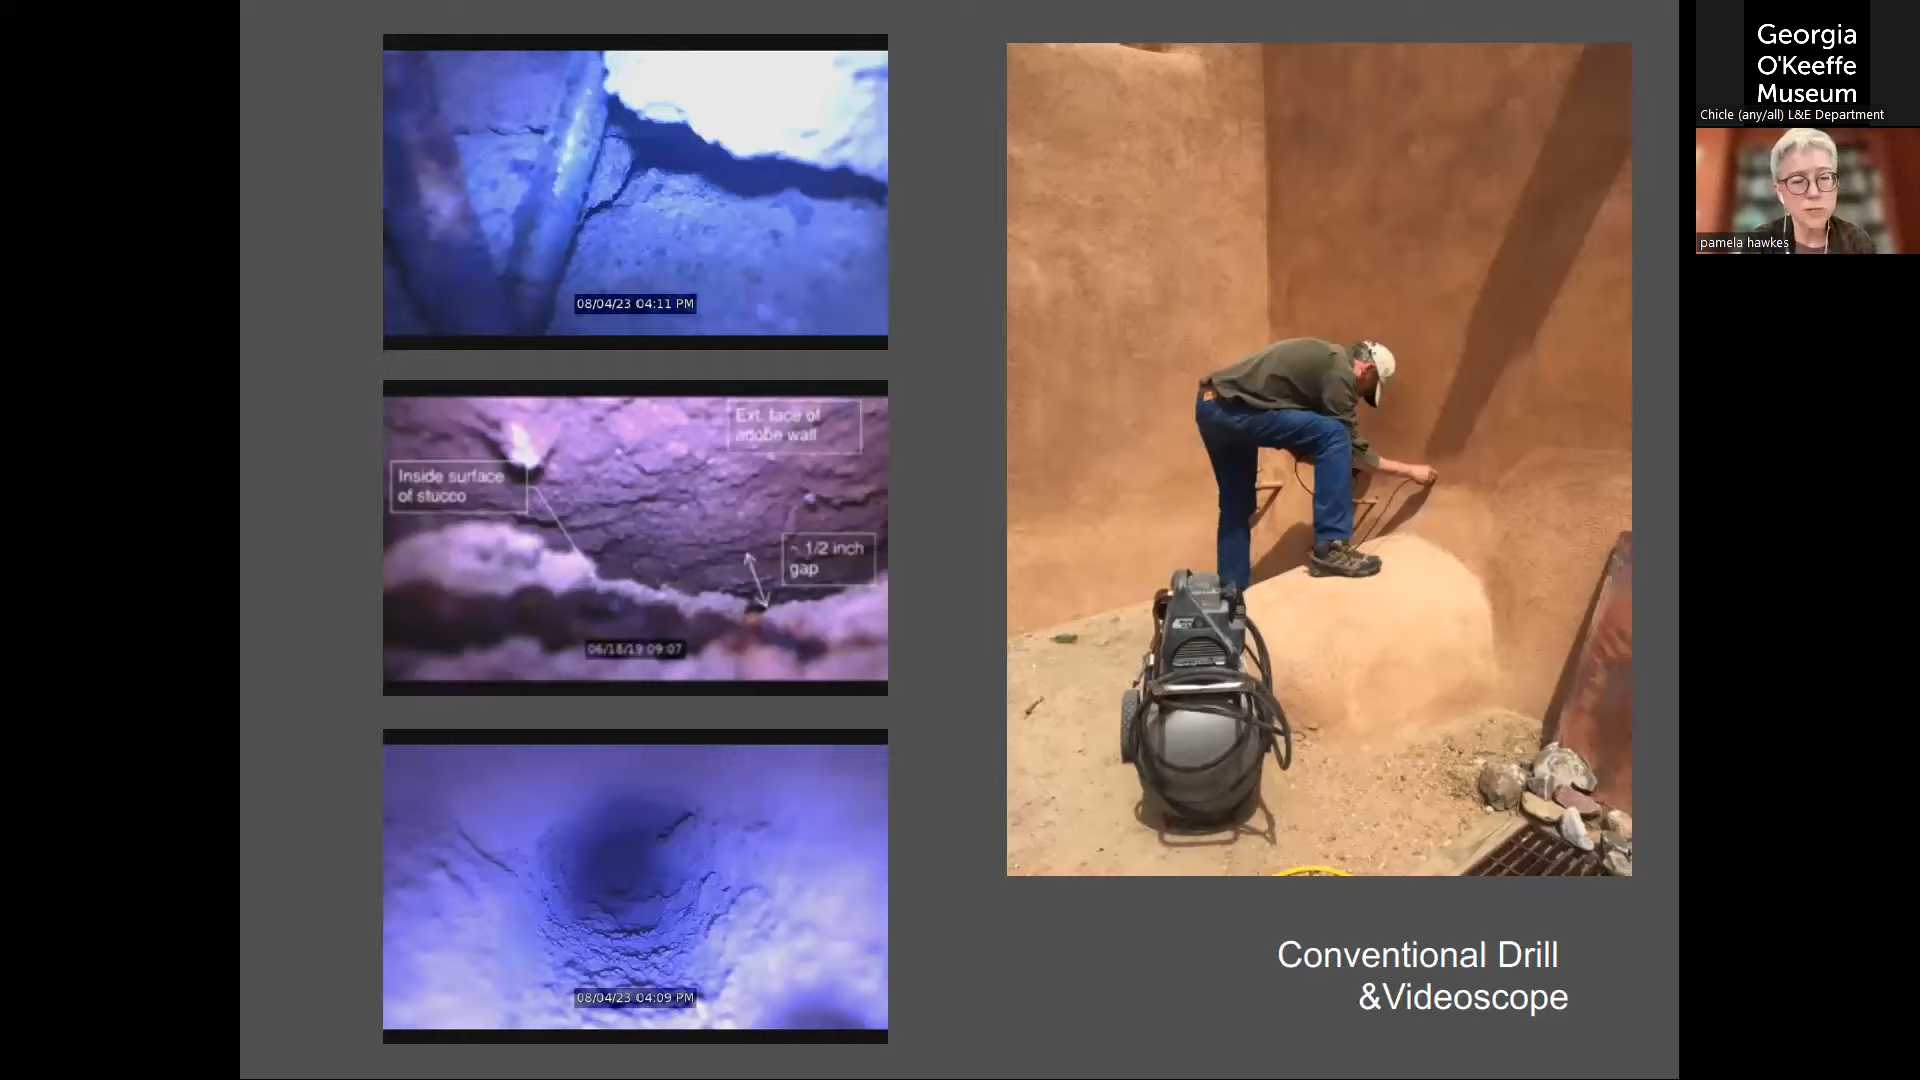 08/04/23 04:11 PM
Ext. face of
adobe wall
Inside surface
of stucco
~ 1/2 inch
gap
06/18/19 09:07
08/04/23 04:09 PM
Conventional Drill
&Videoscope
Georgia
O'Keeffe
Museum
Chicle (any/all) L&E Department
pamela hawkes